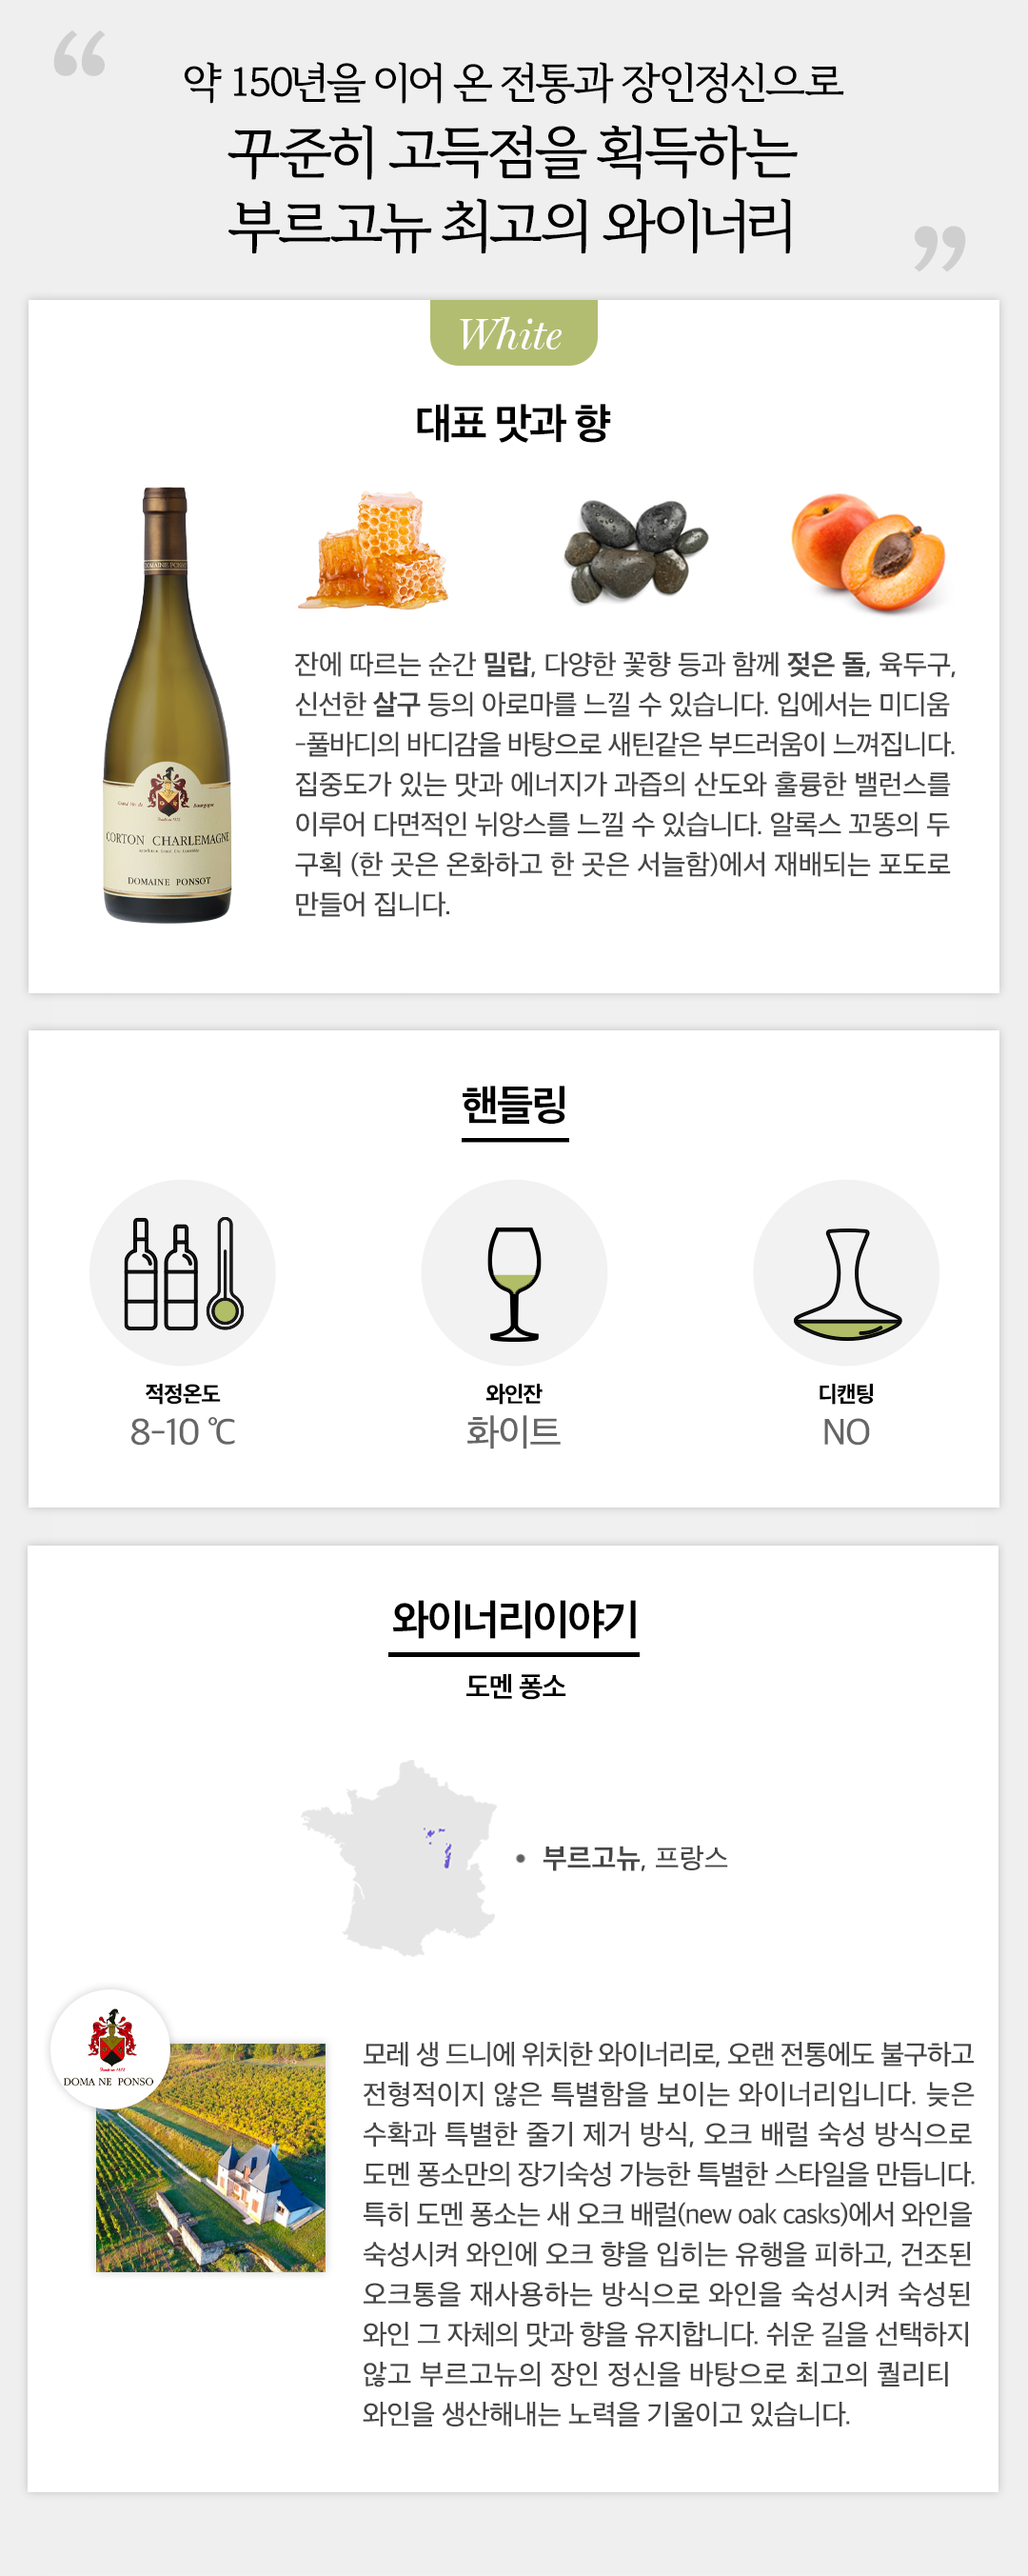 약 150년을 이어 온 전통과 장인정신으로
꾸준히 고득점을 획득하는
부르고뉴 최고의 와이너리
White
대표 맛과 향
잔에 따르는 순간 밀랍, 다양한 꽃향 등과 함께 젖은 돌, 육두구,
신선한 살구 등의 아로마를 느낄 수 있습니다. 입에서는 미디움
-풀바디의 바디감을 바탕으로 새틴같은 부드러움이 느껴집니다.
집중도가 있는 맛과 에너지가 과즙의 산도와 훌륭한 밸런스를
이루어 다면적인 뉘앙스를 느낄 수 있습니다. 알록스 꼬똥의 두
구획 (한 곳은 온화하고 한 곳은 서늘함)에서 재배되는 포도로
만들어 집니다.
CORTON CHARLEMAGNE
DOMAINE PONSOT
핸들링
적정온도
8-10 ℃
와인잔
화이트
디캔팅
NO
와이너리이야기
도멘 퐁소
• 부르고뉴, 프랑스
DOMA NE PONSO
모레 생 드니에 위치한 와이너리로, 오랜 전통에도 불구하고
전형적이지 않은 특별함을 보이는 와이너리입니다. 늦은
수확과 특별한 줄기 제거 방식, 오크 배럴 숙성 방식으로
도멘 퐁소만의 장기숙성 가능한 특별한 스타일을 만듭니다.
특히 도멘 퐁소는 새 오크 배럴(new oak casks)에서 와인을
숙성시켜 와인에 오크 향을 입히는 유행을 피하고, 건조된
오크통을 재사용하는 방식으로 와인을 숙성시켜 숙성된
와인 그 자체의 맛과 향을 유지합니다. 쉬운 길을 선택하지
않고 부르고뉴의 장인 정신을 바탕으로 최고의 퀄리티
와인을 생산해내는 노력을 기울이고 있습니다.